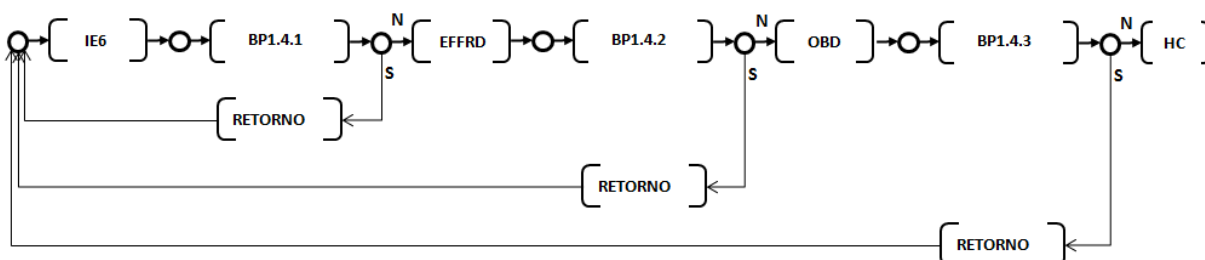 N
N
N
IE6
BP1.4.1
EFFRD
BP1.4.2
OBD
BP1.4.3
HC
S
S
S
RETORNO
RETORNO
RETORNO